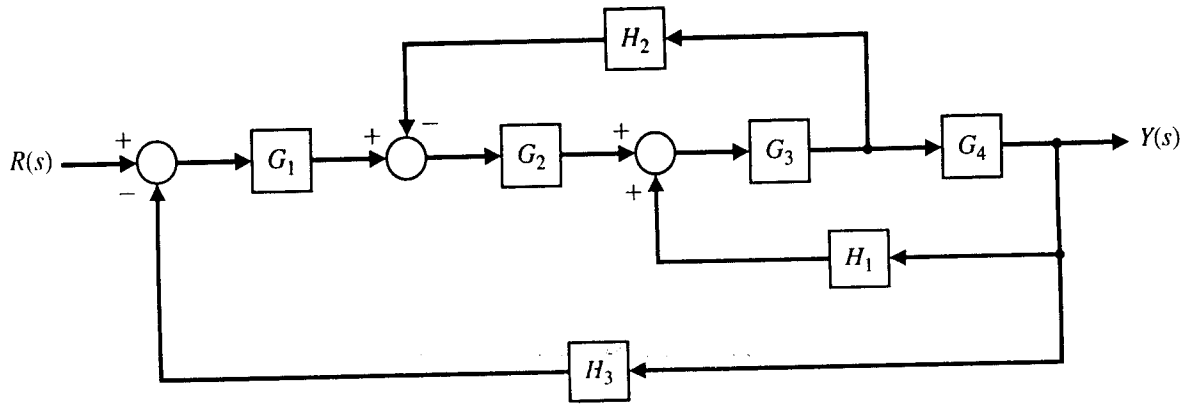 H₂
−
+
+
+
R(s)
G₁
G₂
G₃
G₄
Y(s)
−
+
H₁
H₃